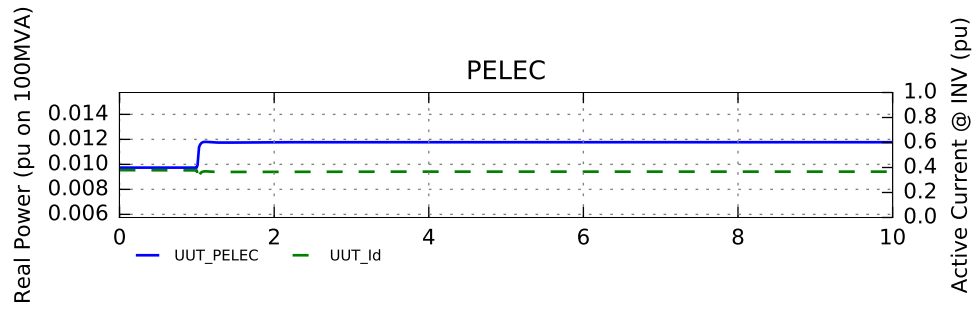 PELEC
Real Power (pu on 100MVA)
0.014
0.012
0.010
0.008
0.006
1.0
0.8
0.6
0.4
0.2
0.0
Active Current @ INV (pu)
0 2 4 6 8 10
UUT_PELEC UUT_Id